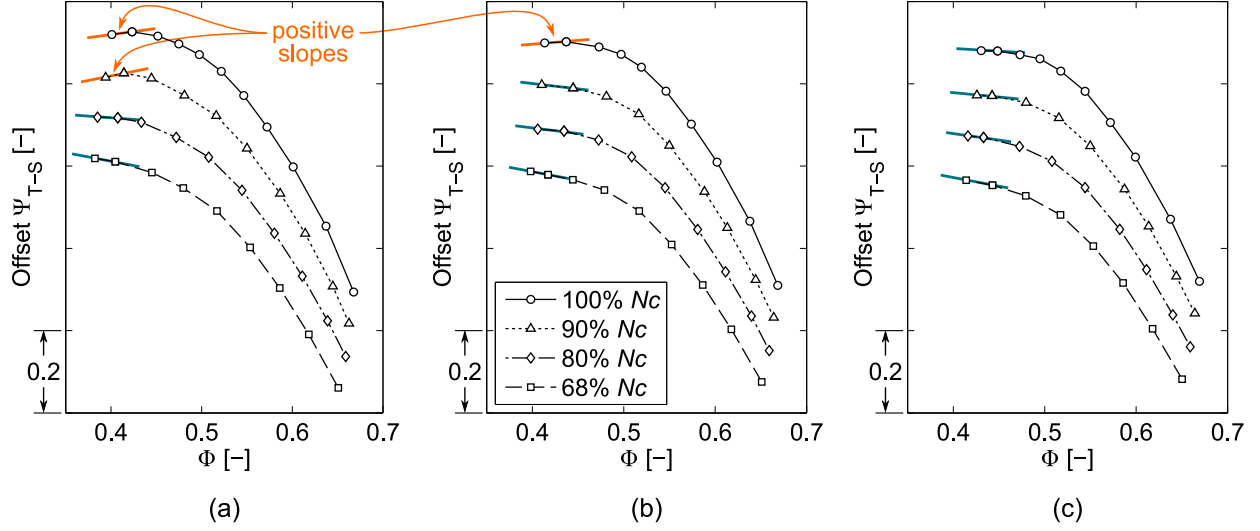 positive
slopes
Offset Ψ_T−S [−]
0.2
0.4 0.5 0.6 0.7
Φ [−]
(a)
Offset Ψ_T−S [−]
0.2
100% Nc
90% Nc
80% Nc
68% Nc
0.4 0.5 0.6 0.7
Φ [−]
(b)
Offset Ψ_T−S [−]
0.2
0.4 0.5 0.6 0.7
Φ [−]
(c)